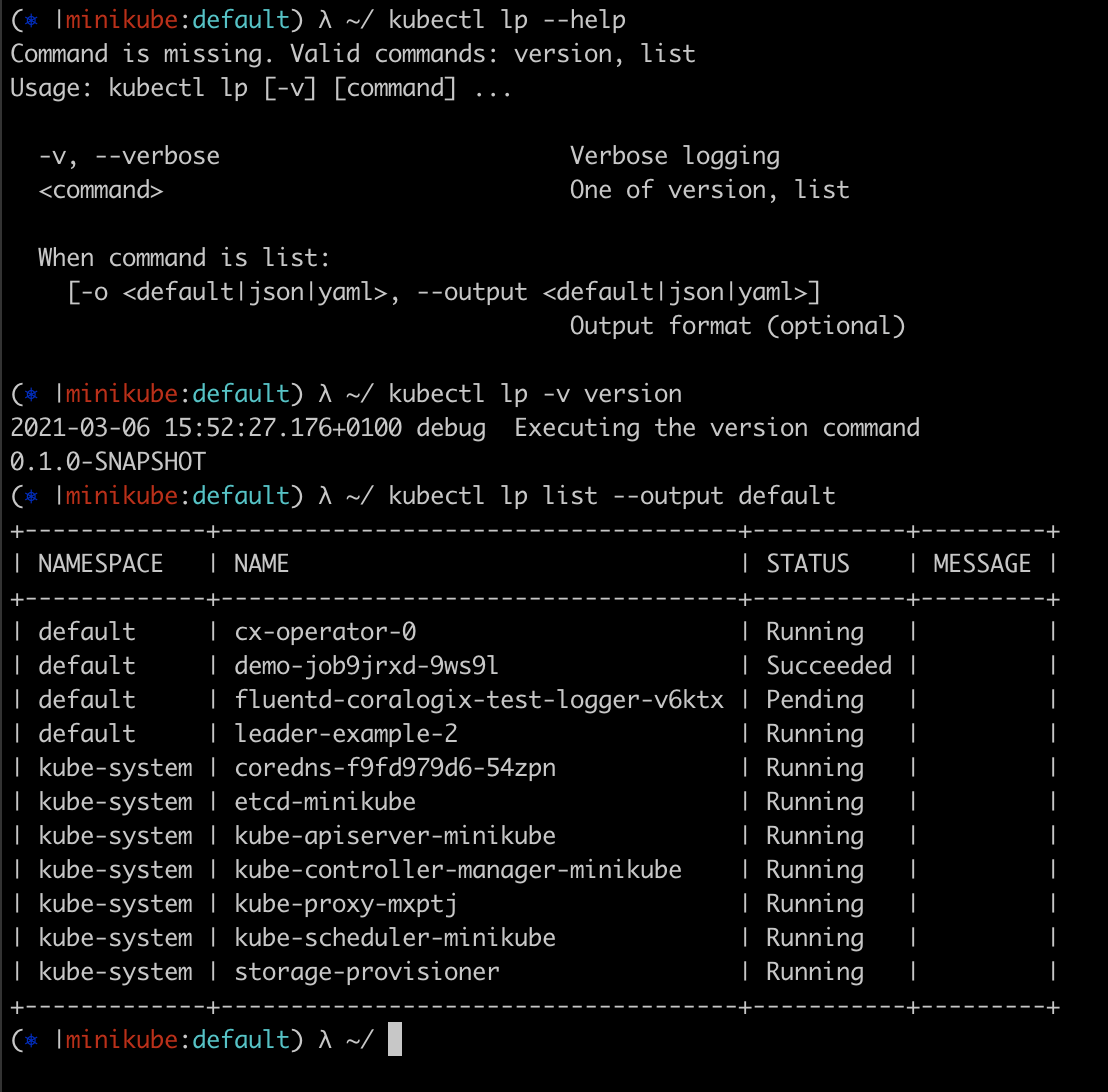 (⎈ |minikube:default) λ ~/ kubectl lp --help
Command is missing. Valid commands: version, list
Usage: kubectl lp [-v] [command] ...

  -v, --verbose                         Verbose logging
  <command>                             One of version, list

  When command is list:
    [-o <default|json|yaml>, --output <default|json|yaml>]
                                        Output format (optional)

(⎈ |minikube:default) λ ~/ kubectl lp -v version
2021-03-06 15:52:27.176+0100 debug  Executing the version command
0.1.0-SNAPSHOT
(⎈ |minikube:default) λ ~/ kubectl lp list --output default
+-------------+-------------------------------------+-----------+---------+
| NAMESPACE   | NAME                                | STATUS    | MESSAGE |
+-------------+-------------------------------------+-----------+---------+
| default     | cx-operator-0                       | Running   |         |
| default     | demo-job9jrxd-9ws9l                 | Succeeded |         |
| default     | fluentd-coralogix-test-logger-v6ktx | Pending   |         |
| default     | leader-example-2                    | Running   |         |
| kube-system | coredns-f9fd979d6-54zpn             | Running   |         |
| kube-system | etcd-minikube                       | Running   |         |
| kube-system | kube-apiserver-minikube             | Running   |         |
| kube-system | kube-controller-manager-minikube    | Running   |         |
| kube-system | kube-proxy-mxptj                    | Running   |         |
| kube-system | kube-scheduler-minikube             | Running   |         |
| kube-system | storage-provisioner                 | Running   |         |
+-------------+-------------------------------------+-----------+---------+
(⎈ |minikube:default) λ ~/